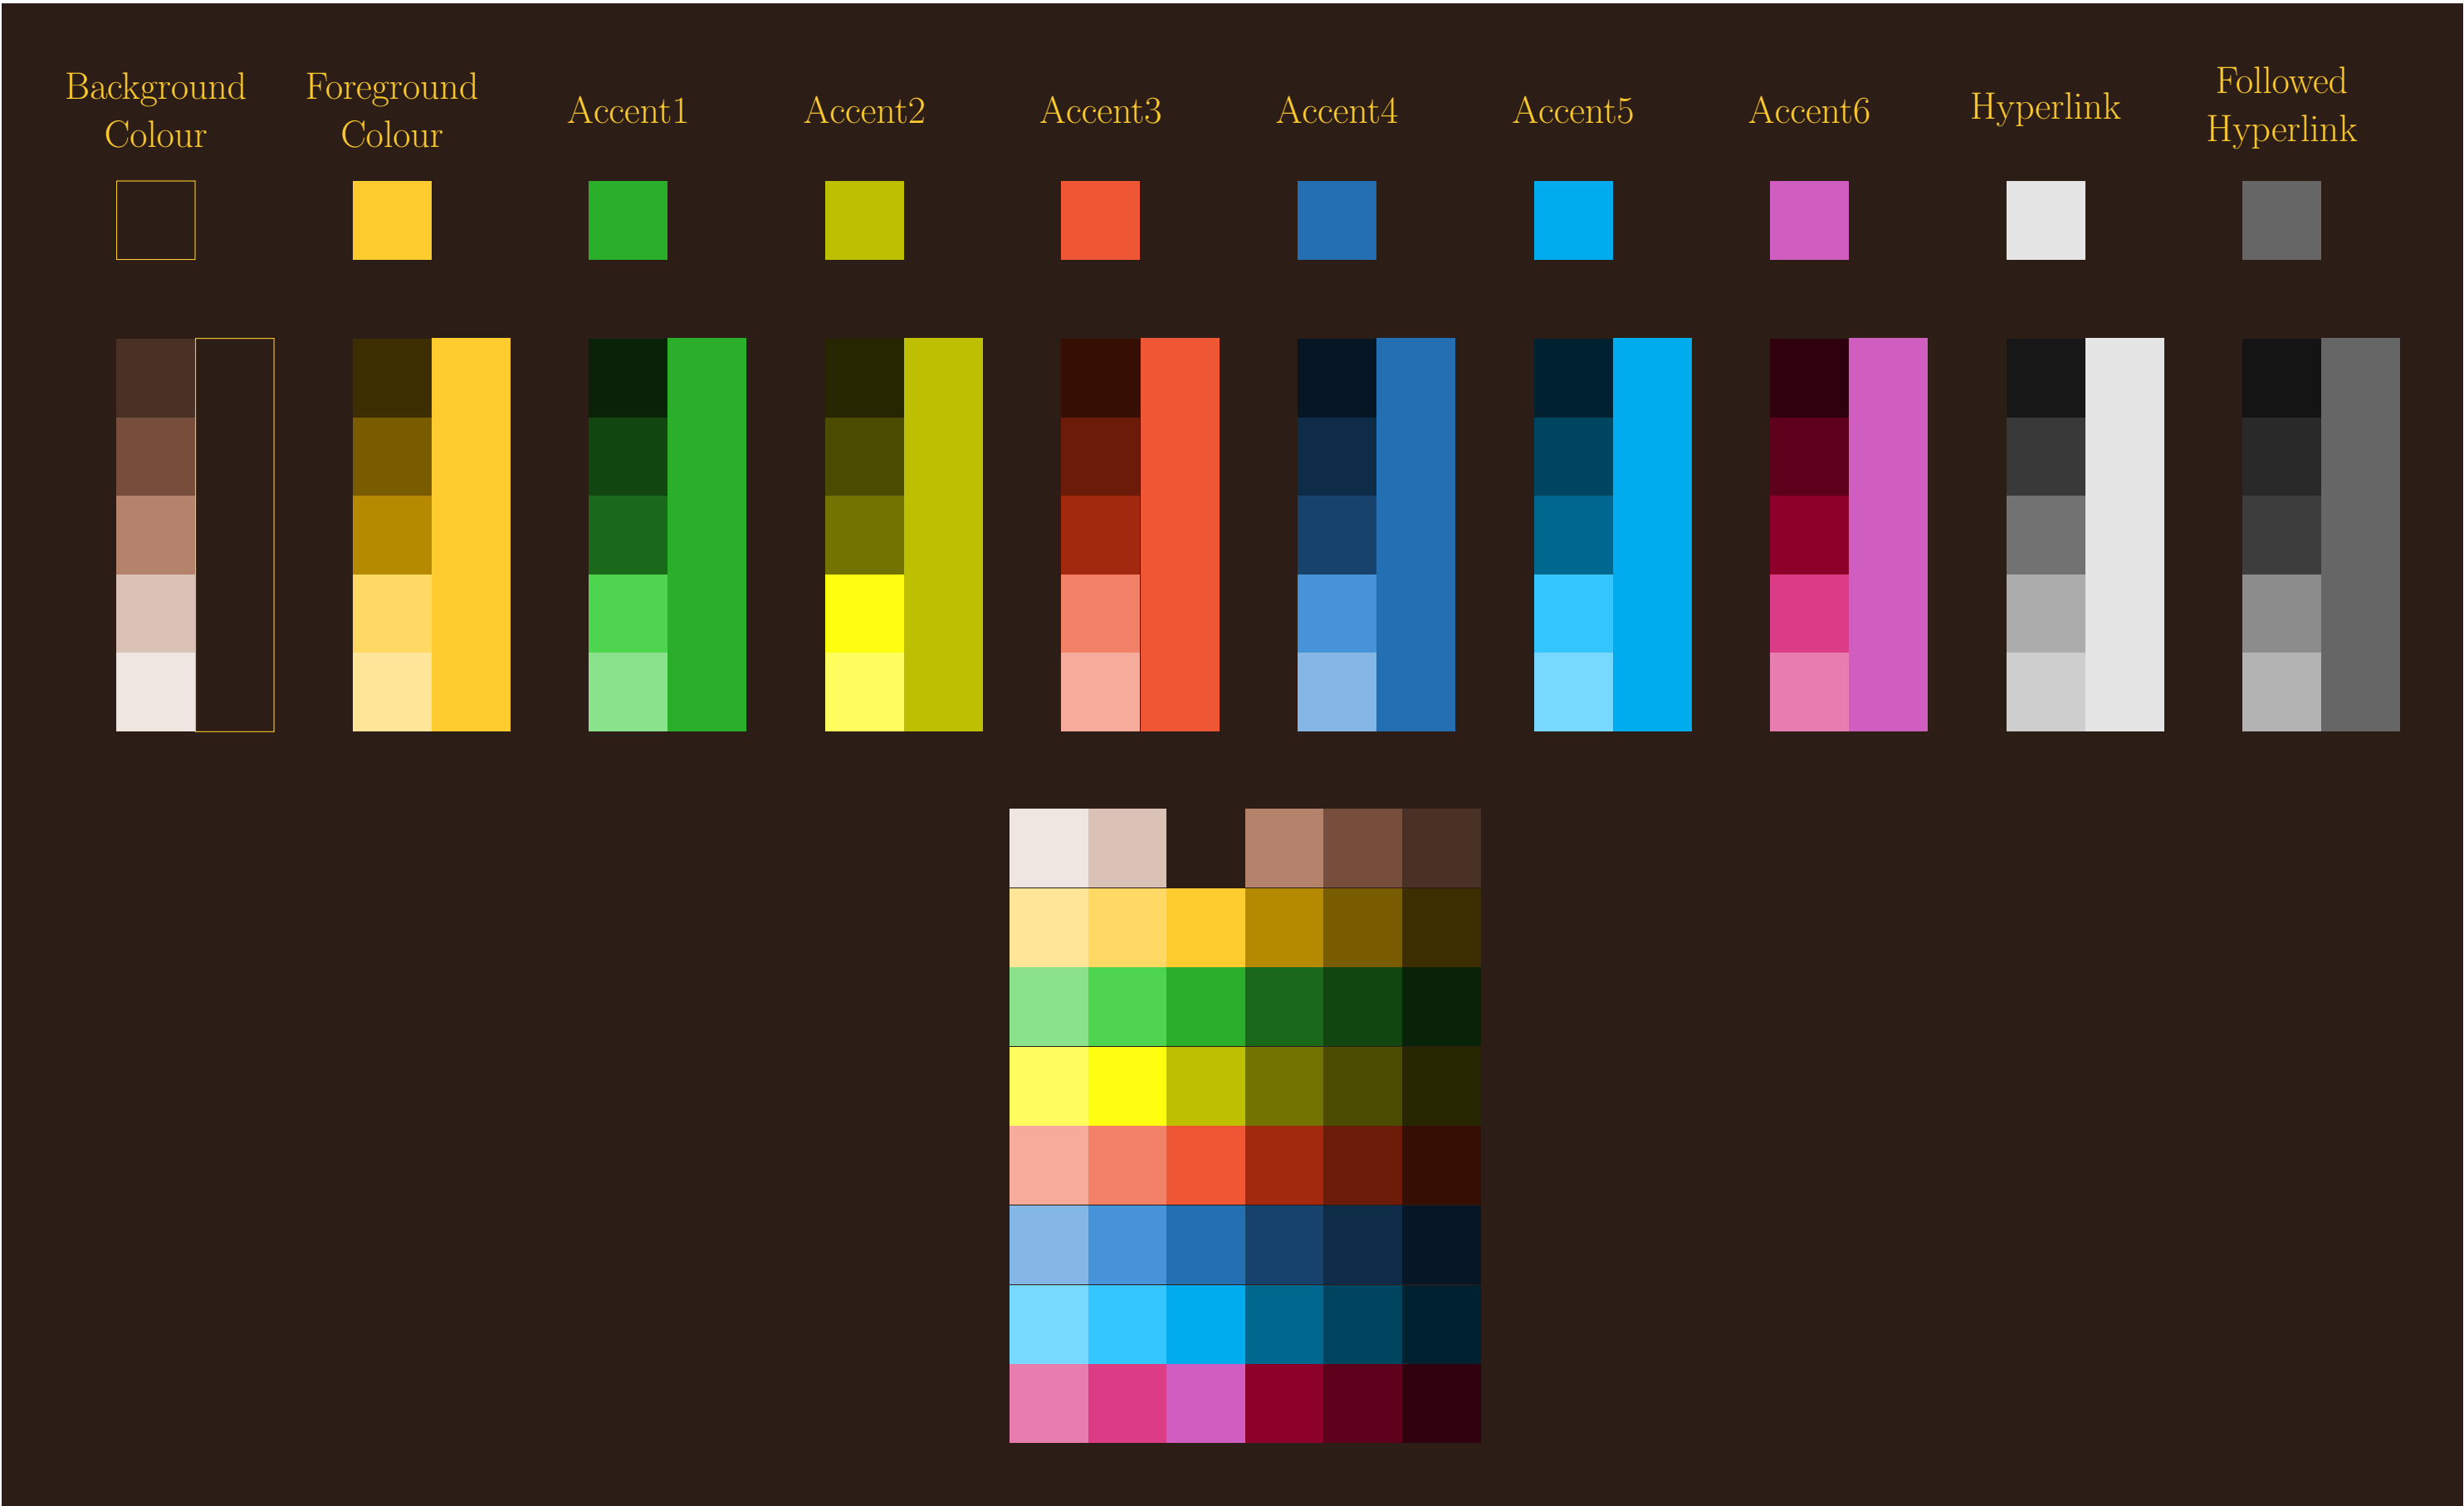 Background
Colour
Foreground
Colour
Accent1
Accent2
Accent3
Accent4
Accent5
Accent6
Hyperlink
Followed
Hyperlink